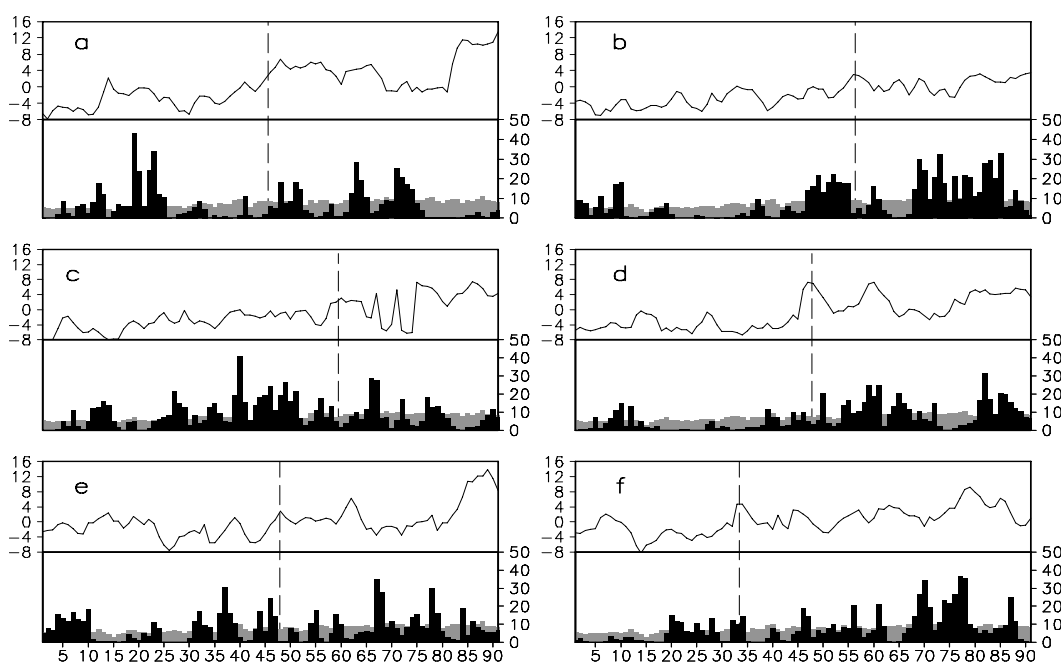 16 12 8 4 0 -4 -8 a 50 40 30 20 10 0
16 12 8 4 0 -4 -8 b 50 40 30 20 10 0
16 12 8 4 0 -4 -8 c 50 40 30 20 10 0
16 12 8 4 0 -4 -8 d 50 40 30 20 10 0
16 12 8 4 0 -4 -8 e 50 40 30 20 10 0
5 10 15 20 25 30 35 40 45 50 55 60 65 70 75 80 85 90
16 12 8 4 0 -4 -8 f 50 40 30 20 10 0
5 10 15 20 25 30 35 40 45 50 55 60 65 70 75 80 85 90